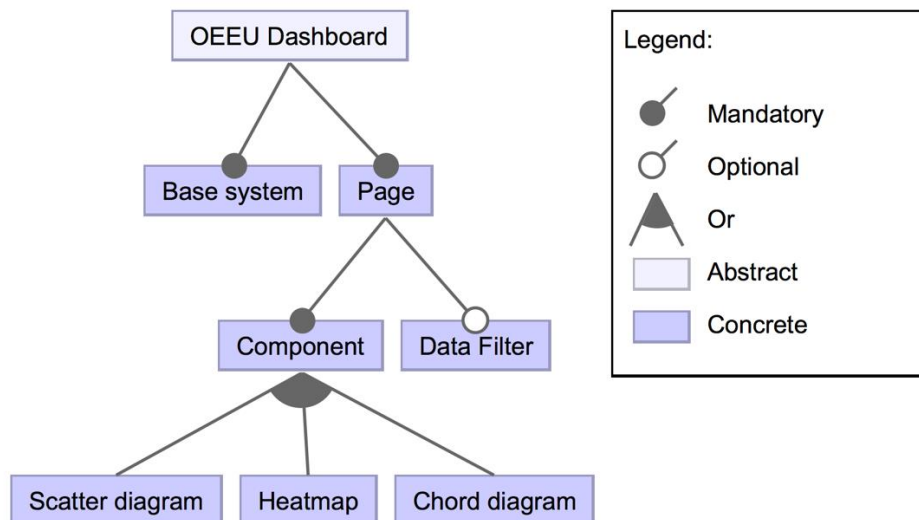 OEEU Dashboard
Base system
Page
Component
Data Filter
Scatter diagram
Heatmap
Chord diagram
Legend:
Mandatory
Optional
Or
Abstract
Concrete